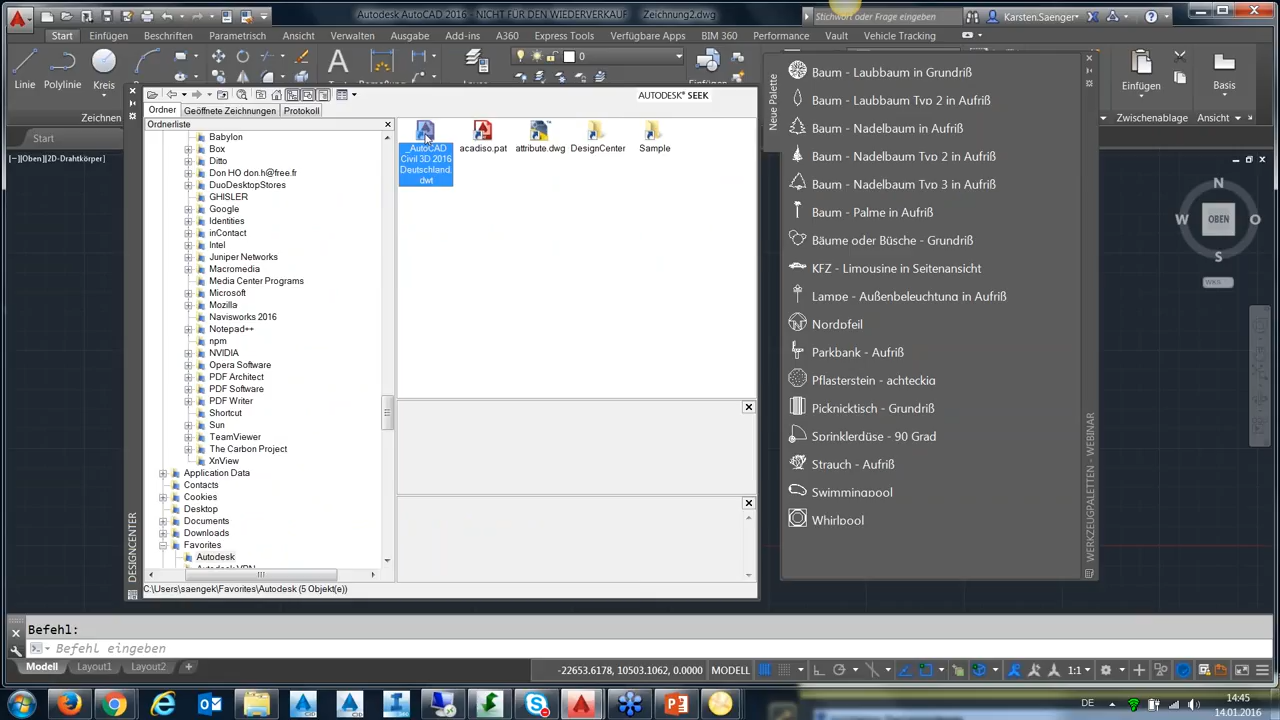 Autodesk AutoCAD 2016 - NICHT FÜR DEN WIEDERVERKAUF Zeichnung2.dwg
Stichwort oder Frage eingeben
Karsten.Saenger
Start Einfügen Beschriften Parametrisch Ansicht Verwalten Ausgabe Add-ins A360 Express Tools Verfügbare Apps BIM 360 Performance Vault Vehicle Tracking
Linie Polylinie Kreis
0
Einfügen
Einfügen
Basis
Zeichnen
Zwischenablage Ansicht
Start
[−][Oben][2D-Drahtkörper]
AUTODESK® SEEK
Ordner Geöffnete Zeichnungen Protokoll
Ordnerliste
Babylon
Box
Ditto
Don HO don.h@free.fr
DuoDesktopStores
GHISLER
Google
Identities
inContact
Intel
Juniper Networks
Macromedia
Media Center Programs
Microsoft
Mozilla
Navisworks 2016
Notepad++
npm
NVIDIA
Opera Software
PDF Architect
PDF Software
PDF Writer
Shortcut
Sun
TeamViewer
The Carbon Project
XnView
Application Data
Contacts
Cookies
Desktop
Documents
Downloads
Favorites
Autodesk
Autodesk VPN
C:\Users\saengek\Favorites\Autodesk (5 Objekt(e))
DESIGNCENTER
_AutoCAD
Civil 3D 2016
Deutschland.
dwt
acadiso.pat
attribute.dwg
DesignCenter
Sample
Neue Palette
Baum - Laubbaum in Grundriß
Baum - Laubbaum Typ 2 in Aufriß
Baum - Nadelbaum in Aufriß
Baum - Nadelbaum Typ 2 in Aufriß
Baum - Nadelbaum Typ 3 in Aufriß
Baum - Palme in Aufriß
Bäume oder Büsche - Grundriß
KFZ - Limousine in Seitenansicht
Lampe - Außenbeleuchtung in Aufriß
Nordpfeil
Parkbank - Aufriß
Pflasterstein - achteckig
Picknicktisch - Grundriß
Sprinklerdüse - 90 Grad
Strauch - Aufriß
Swimmingpool
Whirlpool
WERKZEUGPALETTEN - WEBINAR
N
W OBEN O
S
WKS
Befehl:
Befehl eingeben
Modell Layout1 Layout2 +
-22653.6178, 10503.1062, 0.0000 MODELL
1:1
DE
14:45
14.01.2016